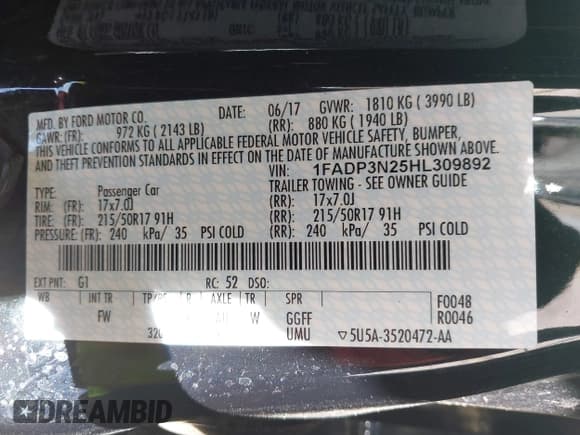 MFD. BY FORD MOTOR CO.
DATE: 06/17 GVWR: 1810 KG ( 3990 LB)
GAWR: (FR): 972 KG ( 2143 LB) (RR): 880 KG ( 1940 LB)
THIS VEHICLE CONFORMS TO ALL APPLICABLE FEDERAL MOTOR VEHICLE SAFETY, BUMPER,
AND THEFT PREVENTION STANDARDS IN EFFECT ON THE DATE OF MANUFACTURE SHOWN ABOVE.
VIN: 1FADP3N25HL309892
TYPE: Passenger Car TRAILER TOWING - SEE OWNER GUIDE
RIM: (FR): 17x7.0J (RR): 17x7.0J
TIRE: (FR): 215/50R17 91H (RR): 215/50R17 91H
PRESSURE: (FR): 240 kPa/ 35 PSI COLD (RR): 240 kPa/ 35 PSI COLD
EXT PNT: G1 RC: 52 DSO:
WB INT TR TP/PS R AXLE TR SPR F0048
FW W GGFF R0046
320 UMU ▽5U5A-3520472-AA
DREAMBID